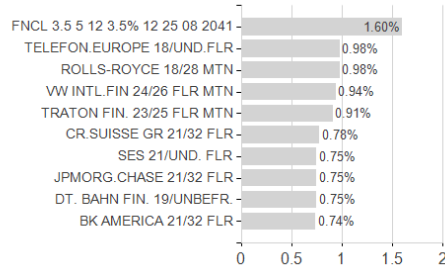 FNCL 3.5 5 12 3.5% 12 25 08 2041 1.60%
TELEFON.EUROPE 18/UND.FLR 0.98%
ROLLS-ROYCE 18/28 MTN 0.98%
VW INTL.FIN 24/26 FLR MTN 0.94%
TRATON FIN. 23/25 FLR MTN 0.91%
CR.SUISSE GR 21/32 FLR 0.78%
SES 21/UND. FLR 0.75%
JPMORG.CHASE 21/32 FLR 0.75%
DT. BAHN FIN. 19/UNBEFR. 0.75%
BK AMERICA 21/32 FLR 0.74%
0 0.5 1 1.5 2